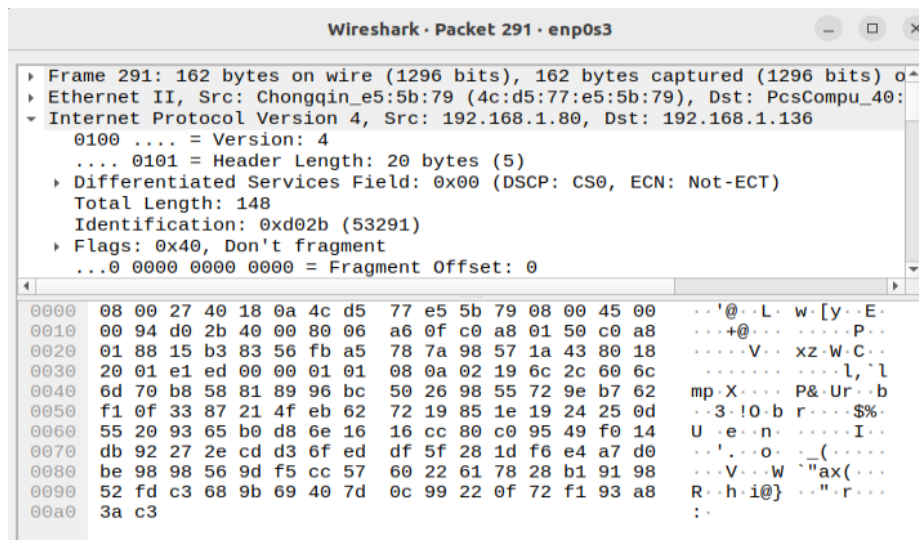 Wireshark · Packet 291 · enp0s3
Frame 291: 162 bytes on wire (1296 bits), 162 bytes captured (1296 bits) o
Ethernet II, Src: Chongqin_e5:5b:79 (4c:d5:77:e5:5b:79), Dst: PcsCompu_40:
Internet Protocol Version 4, Src: 192.168.1.80, Dst: 192.168.1.136
0100 .... = Version: 4
.... 0101 = Header Length: 20 bytes (5)
Differentiated Services Field: 0x00 (DSCP: CS0, ECN: Not-ECT)
Total Length: 148
Identification: 0xd02b (53291)
Flags: 0x40, Don't fragment
...0 0000 0000 0000 = Fragment Offset: 0
0000 08 00 27 40 18 0a 4c d5 77 e5 5b 79 08 00 45 00 ··'@··L· w·[y··E·
0010 00 94 d0 2b 40 00 80 06 a6 0f c0 a8 01 50 c0 a8 ···+@··· ·····P··
0020 01 88 15 b3 83 56 fb a5 78 7a 98 57 1a 43 80 18 ·····V·· xz·W·C··
0030 20 01 e1 ed 00 00 01 01 08 0a 02 19 6c 2c 60 6c ······· ····l,`l
0040 6d 70 b8 58 81 89 96 bc 50 26 98 55 72 9e b7 62 mp·X···· P&·Ur··b
0050 f1 0f 33 87 21 4f eb 62 72 19 85 1e 19 24 25 0d ··3·!O·b r····$%·
0060 55 20 93 65 b0 d8 6e 16 16 cc 80 c0 95 49 f0 14 U ·e··n· ·····I··
0070 db 92 27 2e cd d3 6f ed df 5f 28 1d f6 e4 a7 d0 ··'.··o· ·_(·····
0080 be 98 98 56 9d f5 cc 57 60 22 61 78 28 b1 91 98 ···V···W `"ax(···
0090 52 fd c3 68 9b 69 40 7d 0c 99 22 0f 72 f1 93 a8 R··h·i@} ··"·r···
00a0 3a c3 :·